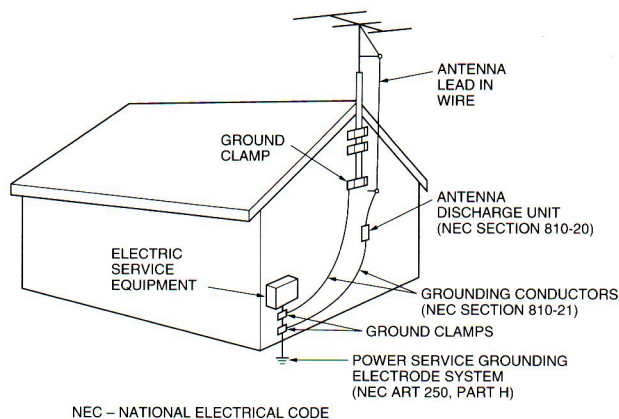 ANTENNA
LEAD IN
WIRE
GROUND
CLAMP
ANTENNA
DISCHARGE UNIT
(NEC SECTION 810-20)
ELECTRIC
SERVICE
EQUIPMENT
GROUNDING CONDUCTORS
(NEC SECTION 810-21)
GROUND CLAMPS
POWER SERVICE GROUNDING
ELECTRODE SYSTEM
(NEC ART 250, PART H)
NEC – NATIONAL ELECTRICAL CODE